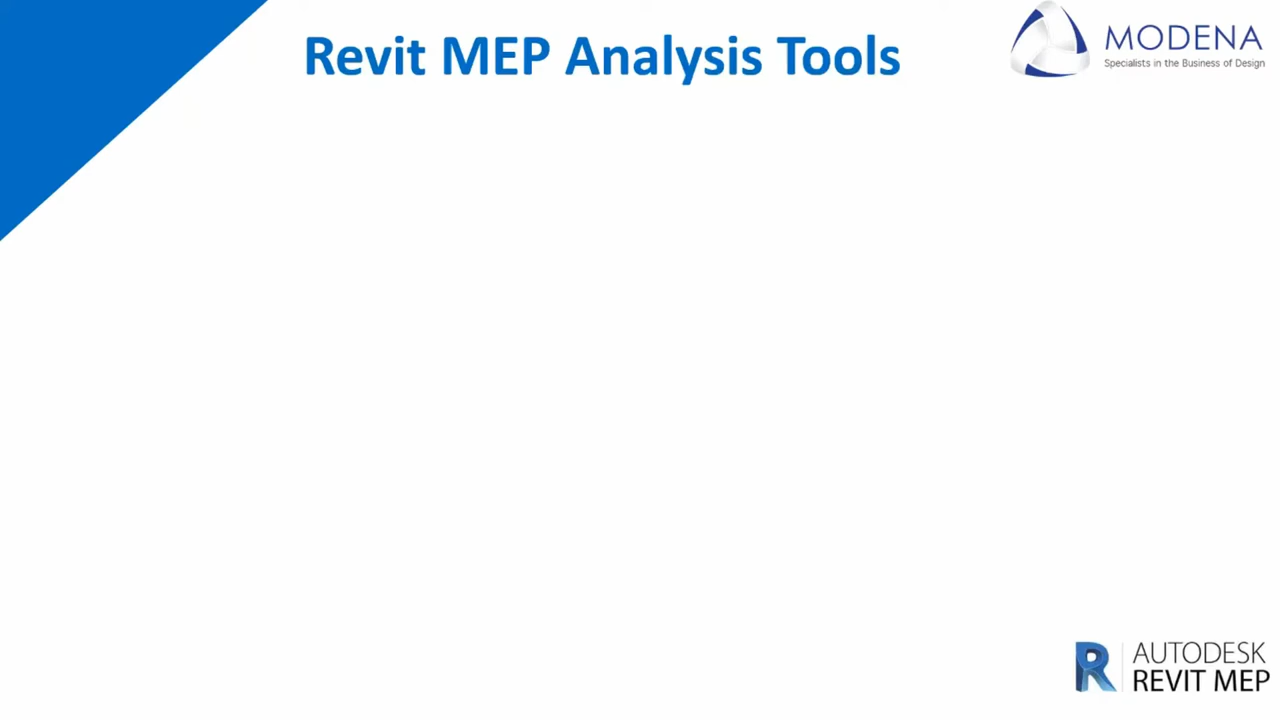 Revit MEP Analysis Tools
MODENA
Specialists in the Business of Design
AUTODESK
REVIT MEP